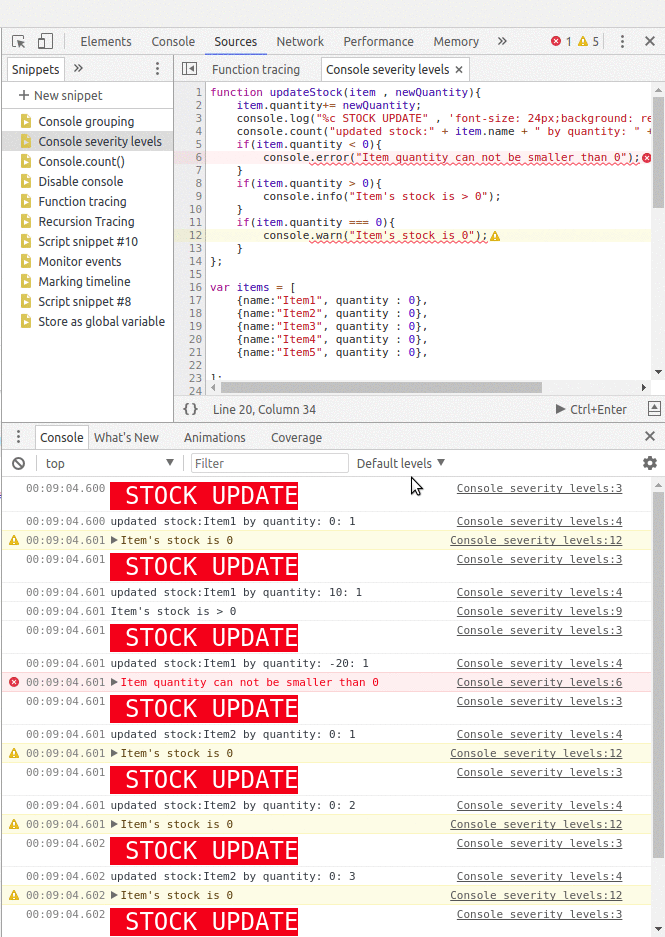 Elements Console Sources Network Performance Memory » 1 5
Snippets » Function tracing Console severity levels ×
+ New snippet
Console grouping
Console severity levels
Console.count()
Disable console
Function tracing
Recursion Tracing
Script snippet #10
Monitor events
Marking timeline
Script snippet #8
Store as global variable
1 function updateStock(item , newQuantity){
2 item.quantity+= newQuantity;
3 console.log("%c STOCK UPDATE" , 'font-size: 24px;background: re
4 console.count("updated stock:" + item.name + " by quantity: " +
5 if(item.quantity < 0){
6 console.error("Item quantity can not be smaller than 0");
7 }
8 if(item.quantity > 0){
9 console.info("Item's stock is > 0");
10 }
11 if(item.quantity === 0){
12 console.warn("Item's stock is 0");
13 }
14 };
15
16 var items = [
17 {name:"Item1", quantity : 0},
18 {name:"Item2", quantity : 0},
19 {name:"Item3", quantity : 0},
20 {name:"Item4", quantity : 0},
21 {name:"Item5", quantity : 0},
22
23 ];
24
{} Line 20, Column 34 Ctrl+Enter
Console What's New Animations Coverage
top Filter Default levels
00:09:04.600 STOCK UPDATE Console severity levels:3
00:09:04.600 updated stock:Item1 by quantity: 0: 1 Console severity levels:4
00:09:04.601 Item's stock is 0 Console severity levels:12
00:09:04.601 STOCK UPDATE Console severity levels:3
00:09:04.601 updated stock:Item1 by quantity: 10: 1 Console severity levels:4
00:09:04.601 Item's stock is > 0 Console severity levels:9
00:09:04.601 STOCK UPDATE Console severity levels:3
00:09:04.601 updated stock:Item1 by quantity: -20: 1 Console severity levels:4
00:09:04.601 Item quantity can not be smaller than 0 Console severity levels:6
00:09:04.601 STOCK UPDATE Console severity levels:3
00:09:04.601 updated stock:Item2 by quantity: 0: 1 Console severity levels:4
00:09:04.601 Item's stock is 0 Console severity levels:12
00:09:04.601 STOCK UPDATE Console severity levels:3
00:09:04.601 updated stock:Item2 by quantity: 0: 2 Console severity levels:4
00:09:04.601 Item's stock is 0 Console severity levels:12
00:09:04.602 STOCK UPDATE Console severity levels:3
00:09:04.602 updated stock:Item2 by quantity: 0: 3 Console severity levels:4
00:09:04.602 Item's stock is 0 Console severity levels:12
00:09:04.602 STOCK UPDATE Console severity levels:3